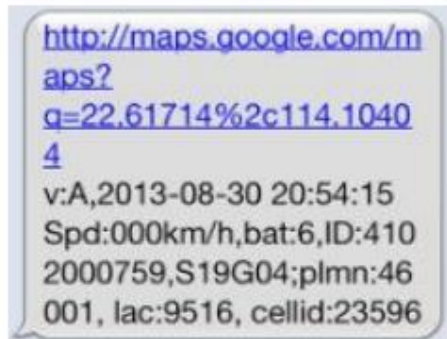 http://maps.google.com/m
aps?
q=22.61714%2c114.1040
4
v:A,2013-08-30 20:54:15
Spd:000km/h,bat:6,ID:410
2000759,S19G04;plmn:46
001, lac:9516, cellid:23596